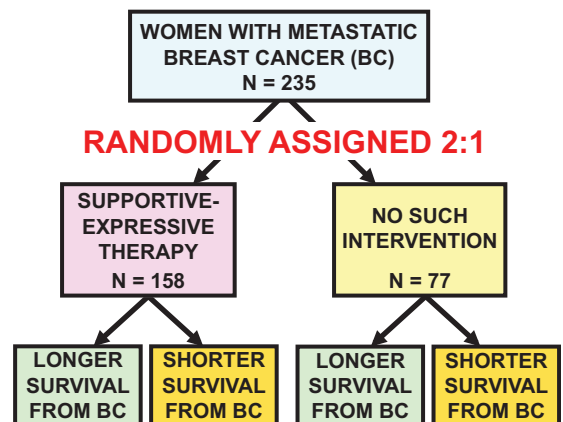 WOMEN WITH METASTATIC
BREAST CANCER (BC)
N = 235
RANDOMLY ASSIGNED 2:1
SUPPORTIVE-
EXPRESSIVE
THERAPY
N = 158
NO SUCH
INTERVENTION
N = 77
LONGER
SURVIVAL
FROM BC
SHORTER
SURVIVAL
FROM BC
LONGER
SURVIVAL
FROM BC
SHORTER
SURVIVAL
FROM BC